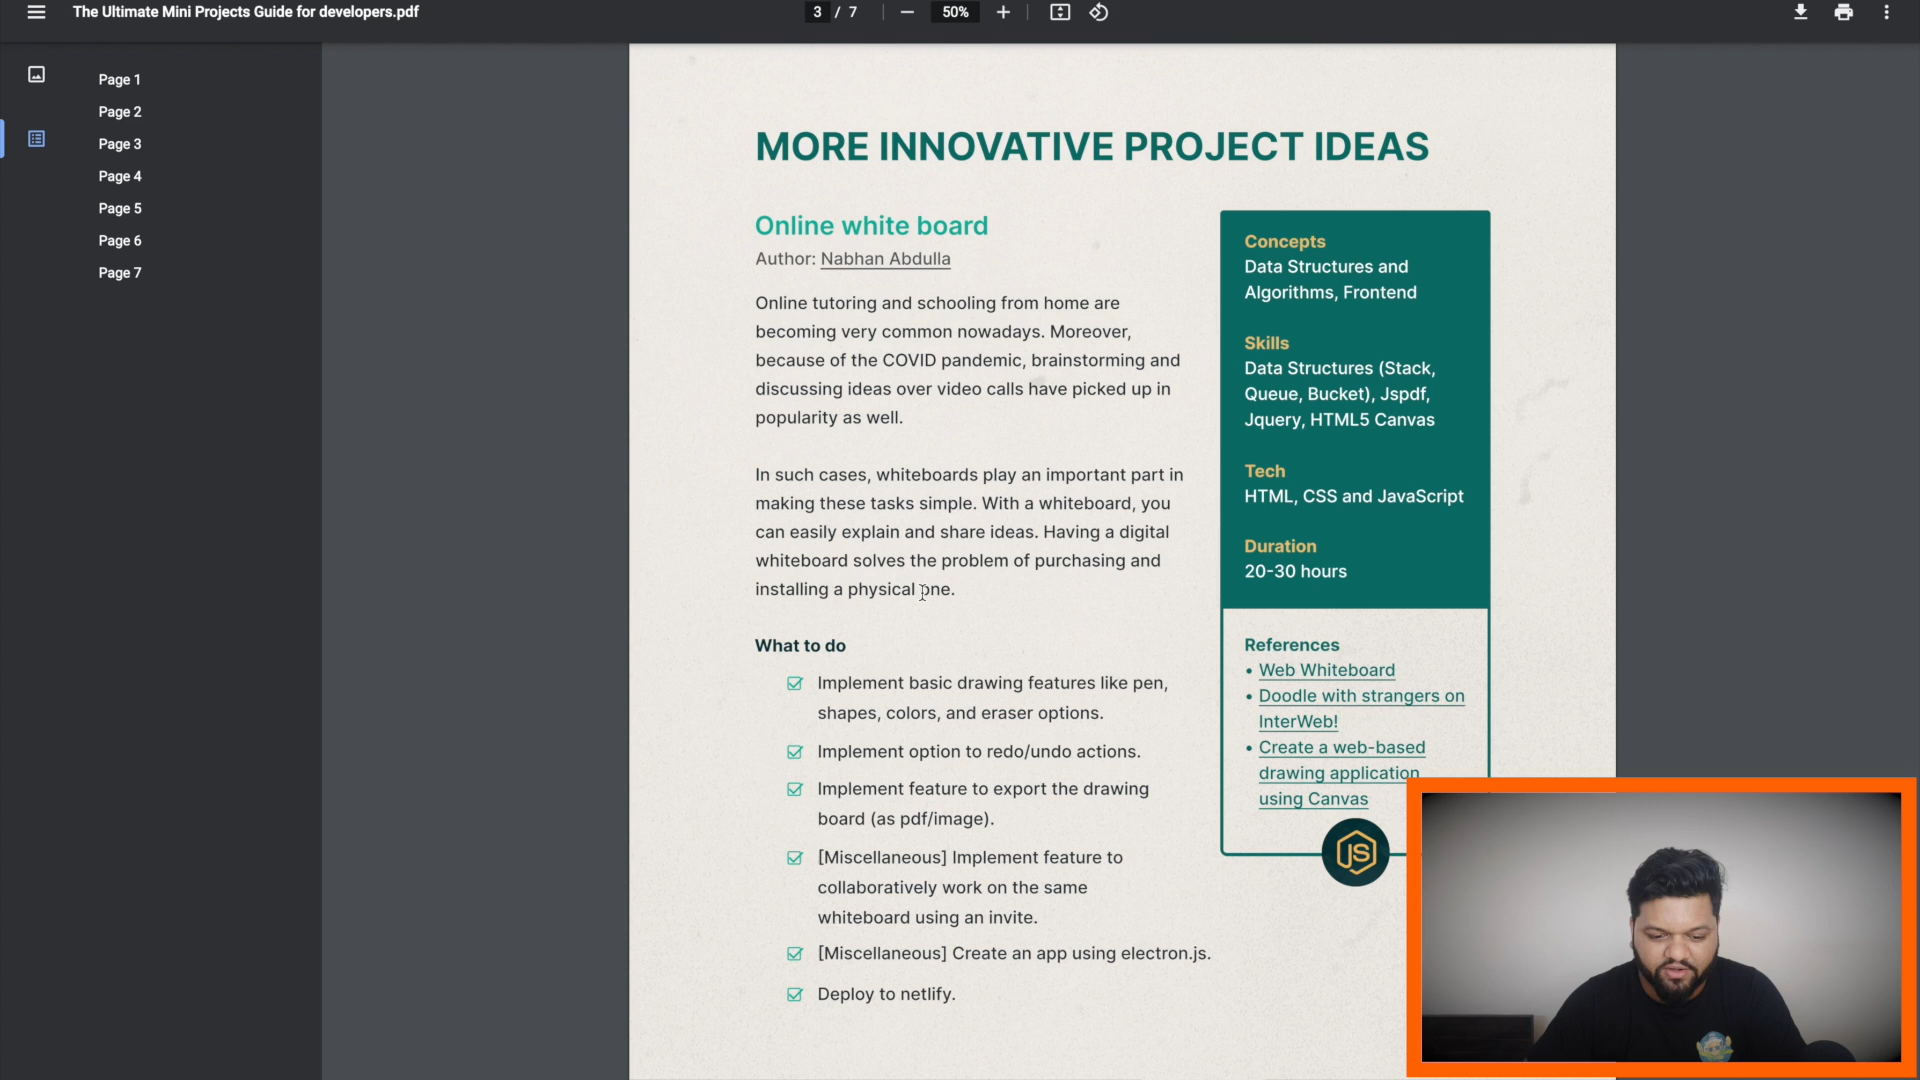 The Ultimate Mini Projects Guide for developers.pdf
3 / 7
50%
Page 1
Page 2
Page 3
Page 4
Page 5
Page 6
Page 7
MORE INNOVATIVE PROJECT IDEAS
Online white board
Author: Nabhan Abdulla
Online tutoring and schooling from home are
becoming very common nowadays. Moreover,
because of the COVID pandemic, brainstorming and
discussing ideas over video calls have picked up in
popularity as well.
In such cases, whiteboards play an important part in
making these tasks simple. With a whiteboard, you
can easily explain and share ideas. Having a digital
whiteboard solves the problem of purchasing and
installing a physical one.
What to do
Implement basic drawing features like pen,
shapes, colors, and eraser options.
Implement option to redo/undo actions.
Implement feature to export the drawing
board (as pdf/image).
[Miscellaneous] Implement feature to
collaboratively work on the same
whiteboard using an invite.
[Miscellaneous] Create an app using electron.js.
Deploy to netlify.
Concepts
Data Structures and
Algorithms, Frontend
Skills
Data Structures (Stack,
Queue, Bucket), Jspdf,
Jquery, HTML5 Canvas
Tech
HTML, CSS and JavaScript
Duration
20-30 hours
References
• Web Whiteboard
• Doodle with strangers on
InterWeb!
• Create a web-based
drawing application
using Canvas
JS